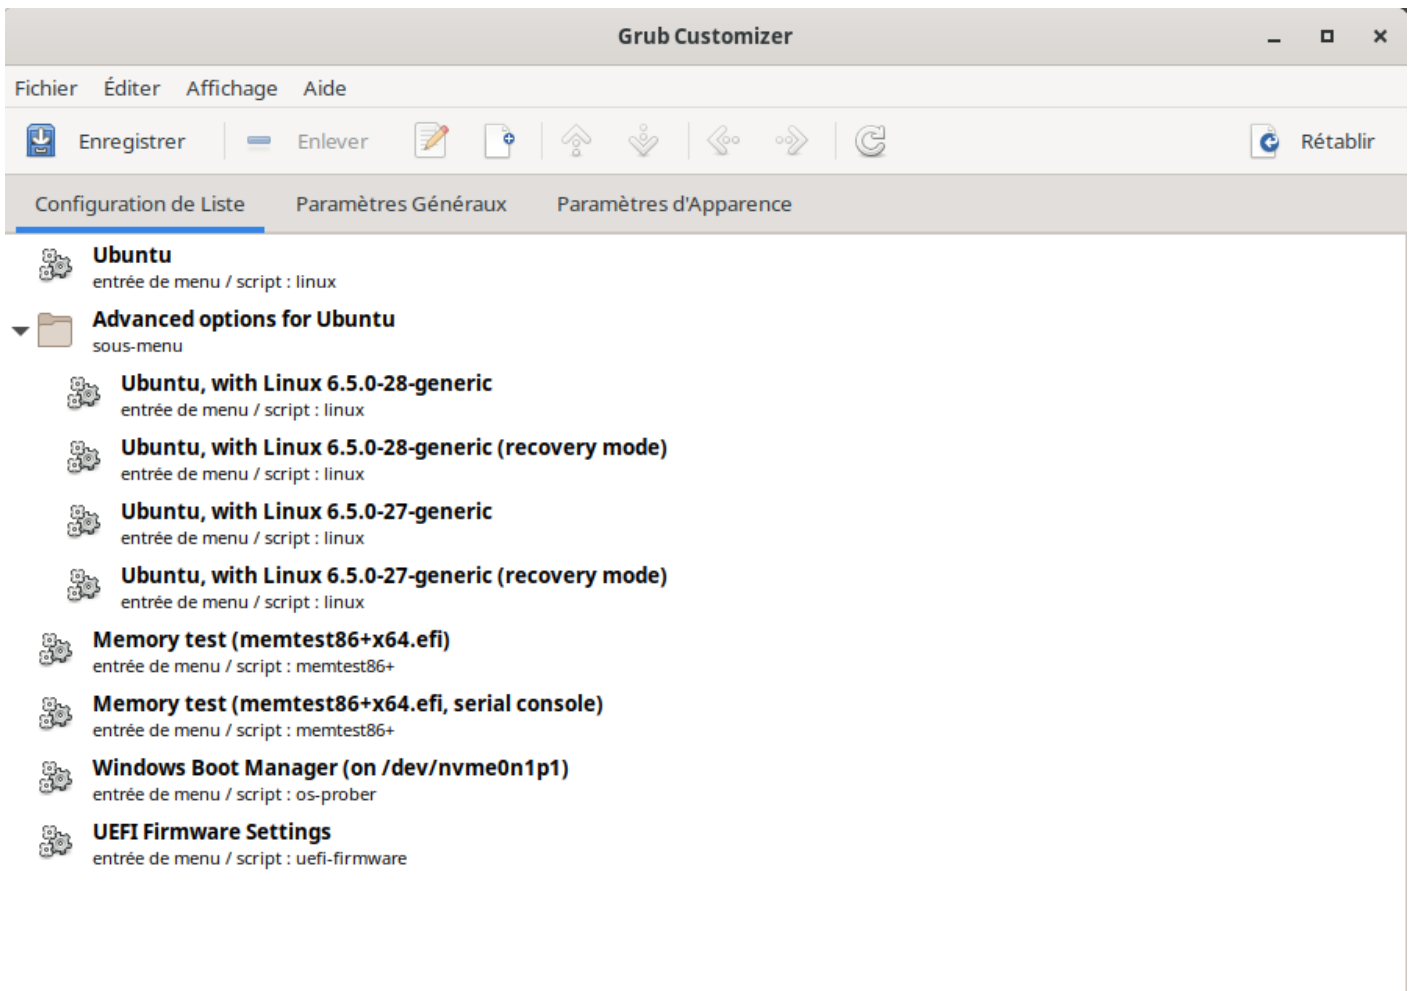 Grub Customizer
Fichier Éditer Affichage Aide
Enregistrer Enlever Rétablir
Configuration de Liste Paramètres Généraux Paramètres d'Apparence
Ubuntu
entrée de menu / script : linux
Advanced options for Ubuntu
sous-menu
Ubuntu, with Linux 6.5.0-28-generic
entrée de menu / script : linux
Ubuntu, with Linux 6.5.0-28-generic (recovery mode)
entrée de menu / script : linux
Ubuntu, with Linux 6.5.0-27-generic
entrée de menu / script : linux
Ubuntu, with Linux 6.5.0-27-generic (recovery mode)
entrée de menu / script : linux
Memory test (memtest86+x64.efi)
entrée de menu / script : memtest86+
Memory test (memtest86+x64.efi, serial console)
entrée de menu / script : memtest86+
Windows Boot Manager (on /dev/nvme0n1p1)
entrée de menu / script : os-prober
UEFI Firmware Settings
entrée de menu / script : uefi-firmware